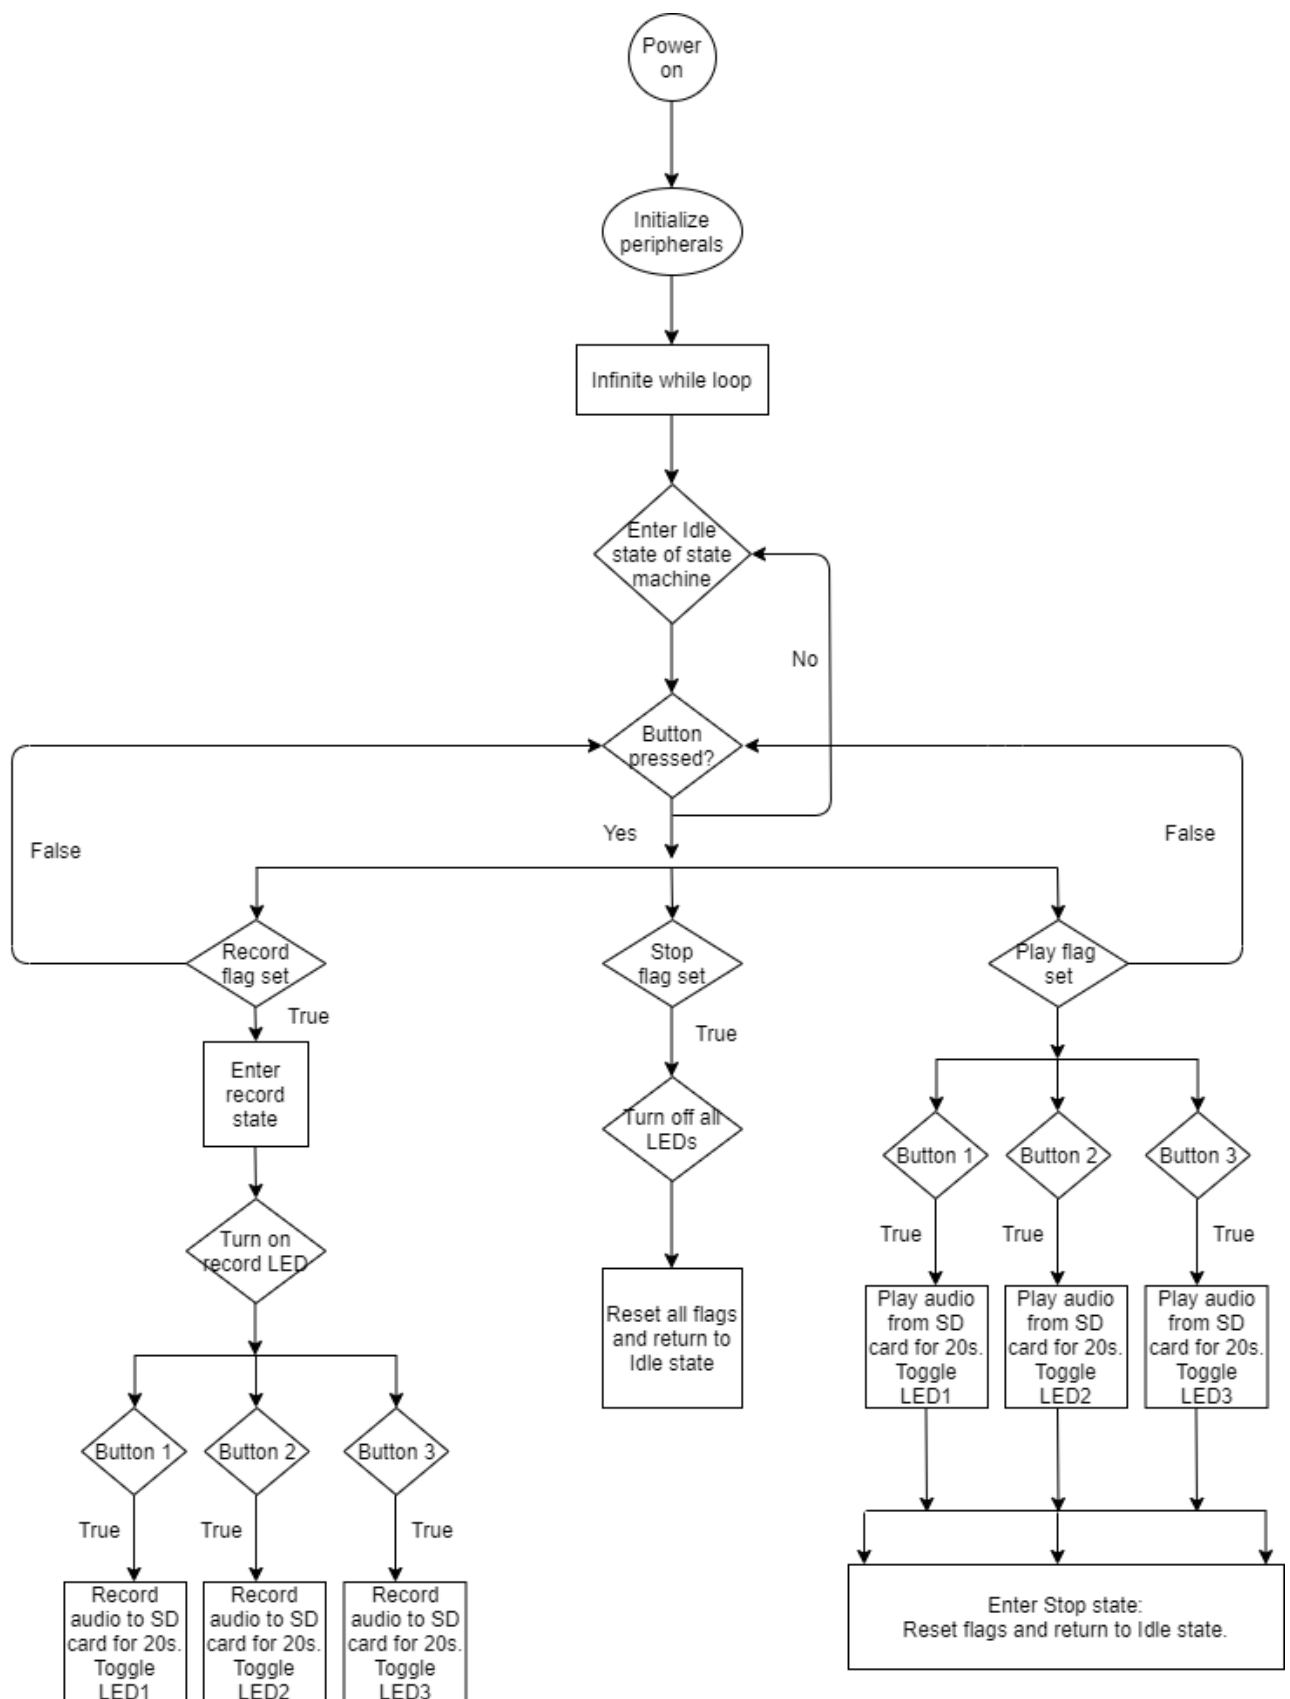 Power
on
Initialize
peripherals
Infinite while loop
Enter Idle
state of state
machine
No
Button
pressed?
Yes
False
False
Record
flag set
Stop
flag set
Play flag
set
True
True
Enter
record
state
Turn off all
LEDs
Button 1
Button 2
Button 3
True
True
True
Turn on
record LED
Reset all flags
and return to
Idle state
Play audio
from SD
card for 20s.
Toggle
LED1
Play audio
from SD
card for 20s.
Toggle
LED2
Play audio
from SD
card for 20s.
Toggle
LED3
Button 1
Button 2
Button 3
True
True
True
Record
audio to SD
card for 20s.
Toggle
LED1
Record
audio to SD
card for 20s.
Toggle
LED2
Record
audio to SD
card for 20s.
Toggle
LED3
Enter Stop state:
Reset flags and return to Idle state.